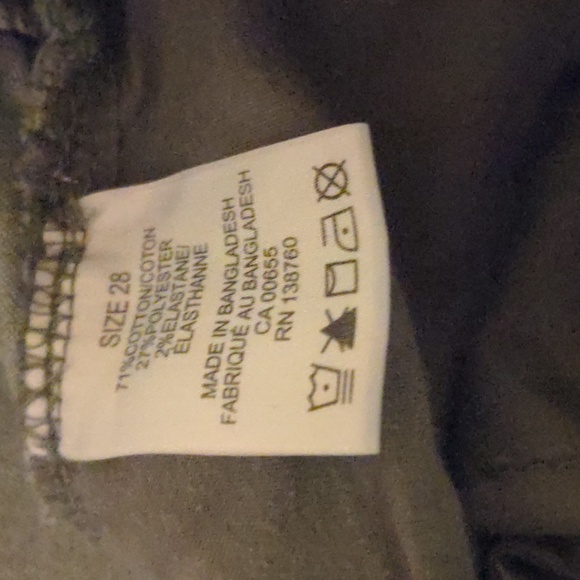 SIZE 28
71%COTTON/COTON
27%POLYESTER
2%ELASTANE/
ÉLASTHANNE
MADE IN BANGLADESH
FABRIQUÉ AU BANGLADESH
CA 00655
RN 138760